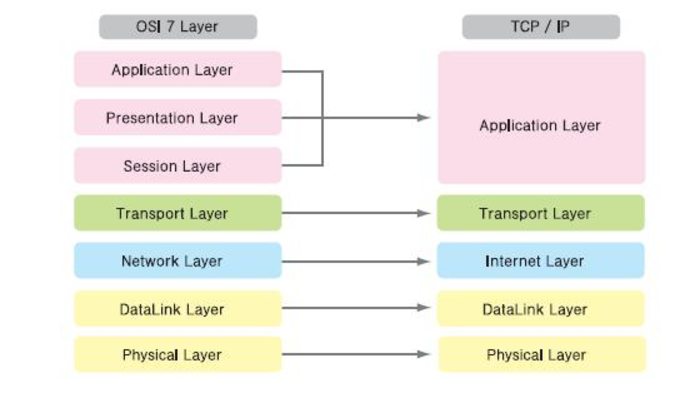 OSI 7 Layer
TCP / IP
Application Layer
Presentation Layer
Session Layer
Application Layer
Transport Layer
Transport Layer
Network Layer
Internet Layer
DataLink Layer
DataLink Layer
Physical Layer
Physical Layer